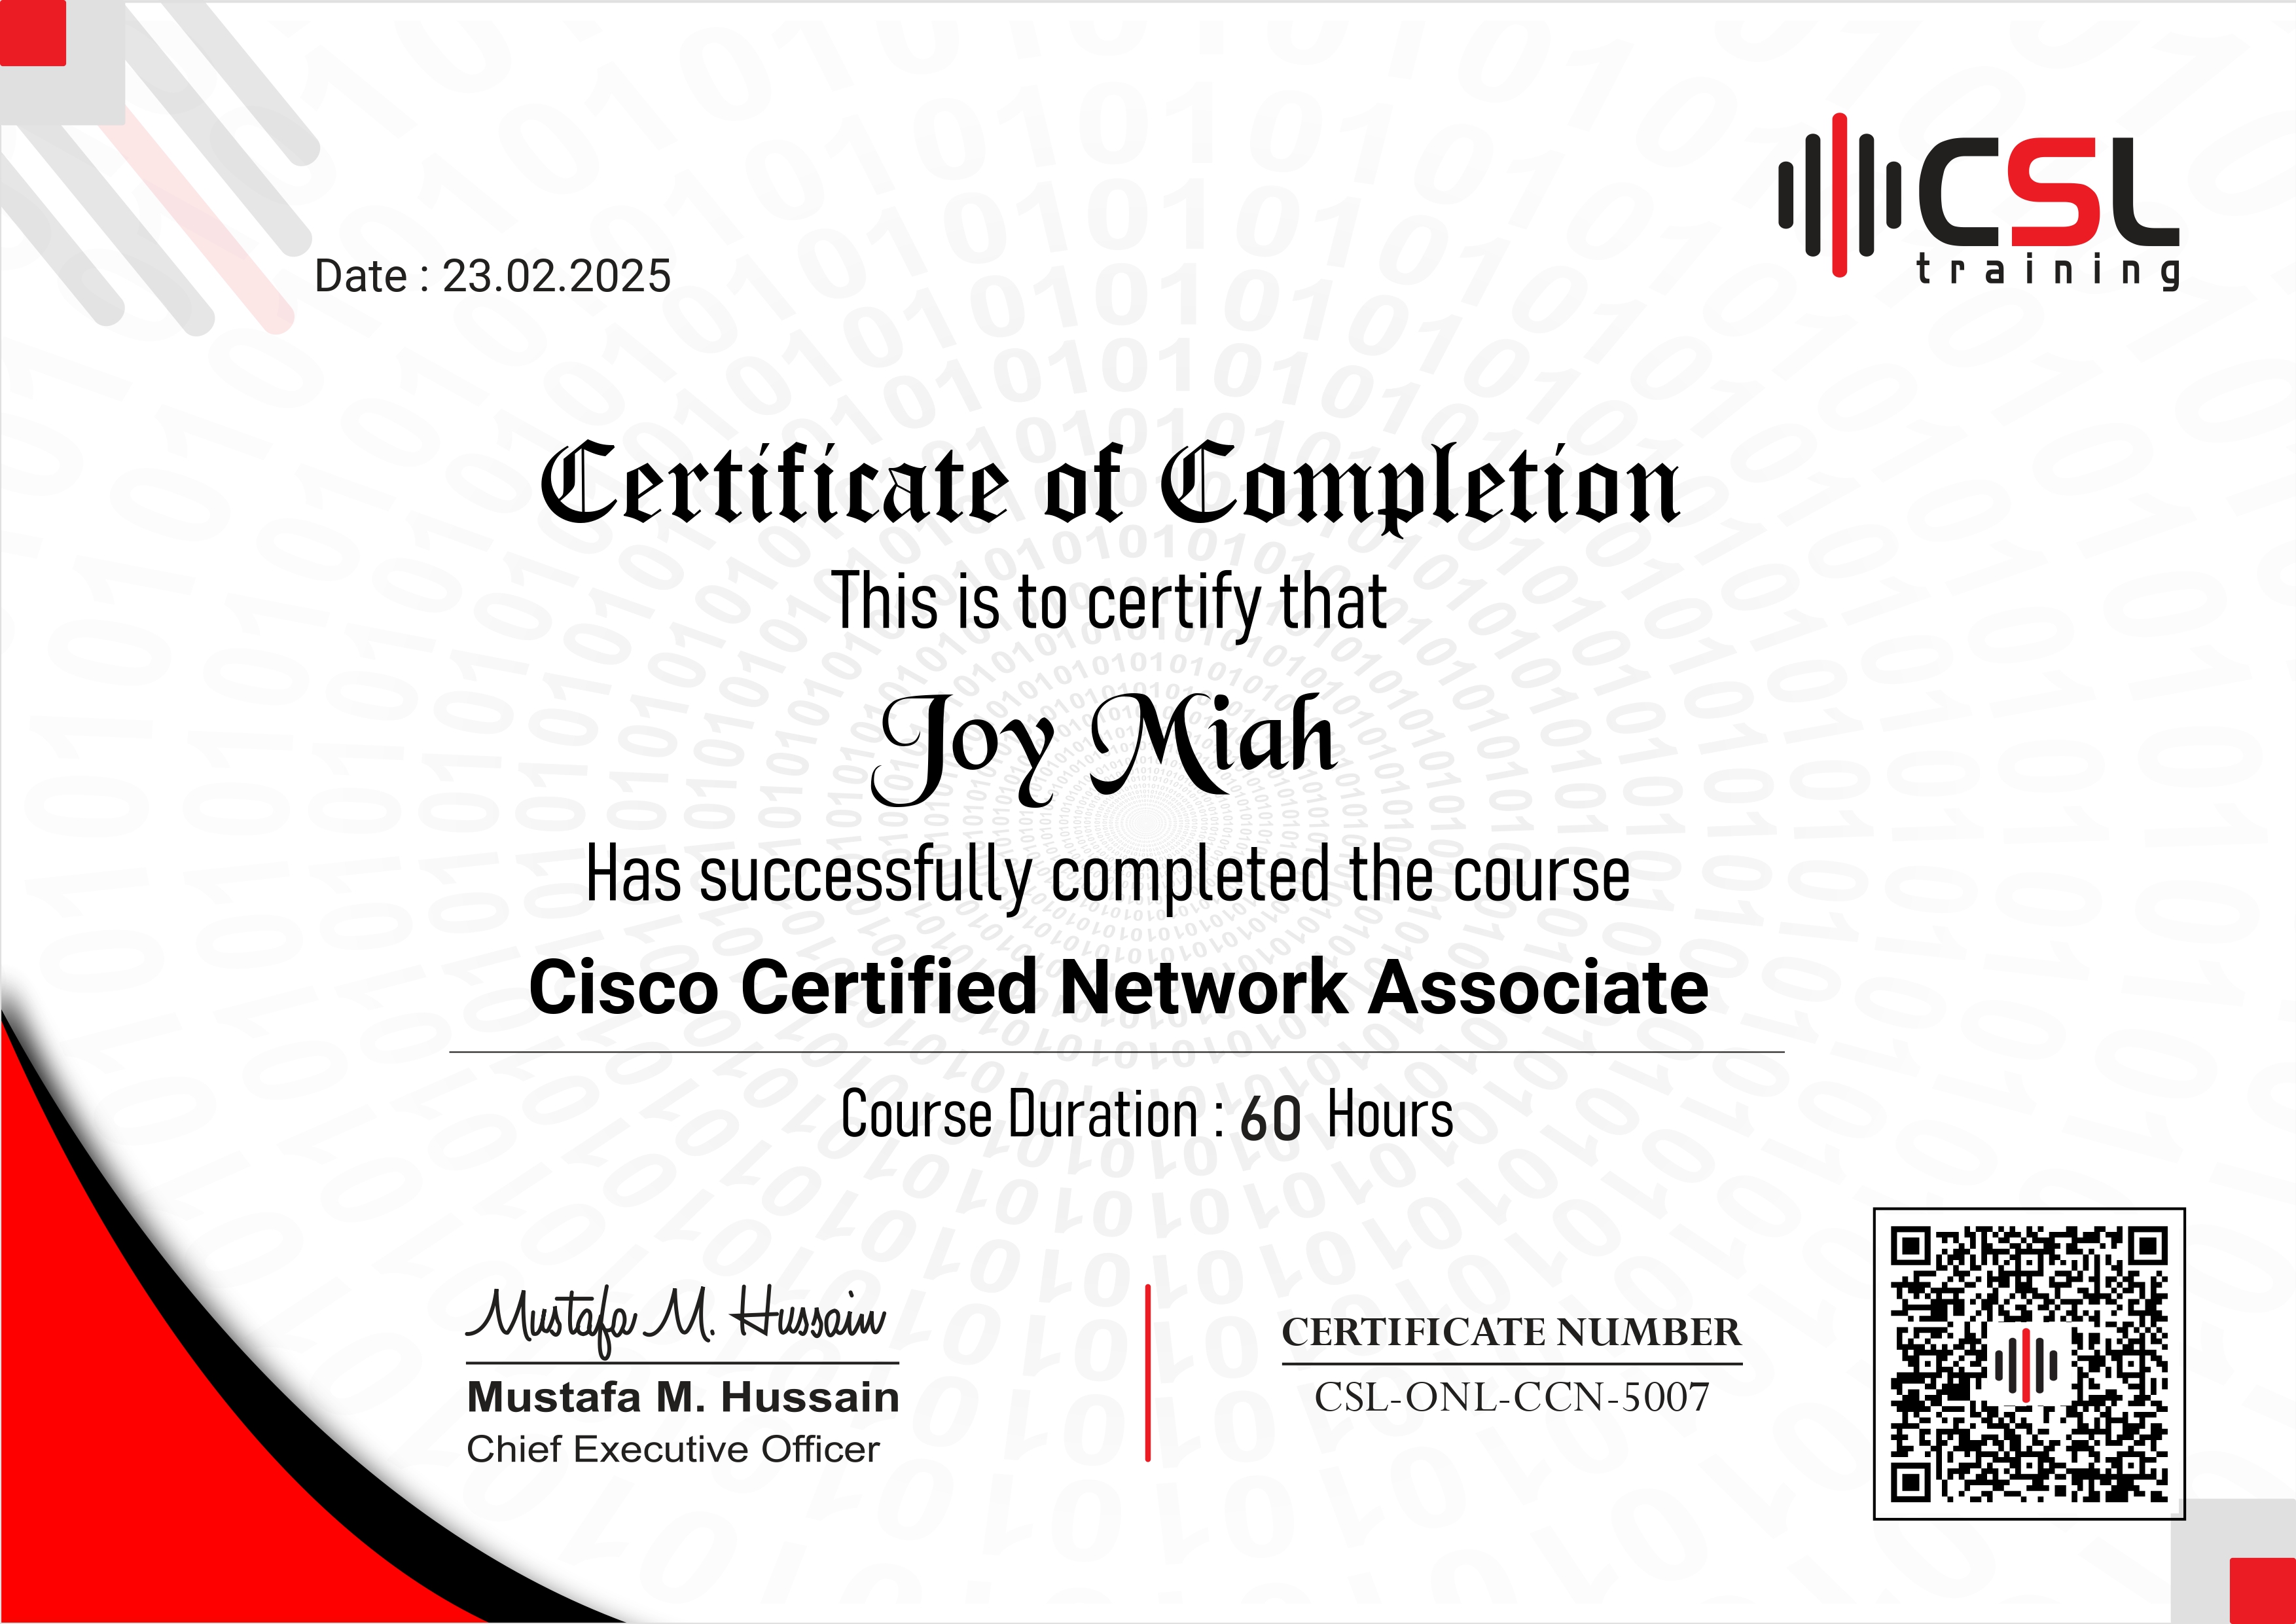 CSL
training
Date : 23.02.2025
Certificate of Completion
This is to certify that
Joy Miah
Has successfully completed the course
Cisco Certified Network Associate
Course Duration : 60 Hours
Mustafa M. Hussain
Mustafa M. Hussain
Chief Executive Officer
CERTIFICATE NUMBER
CSL-ONL-CCN-5007